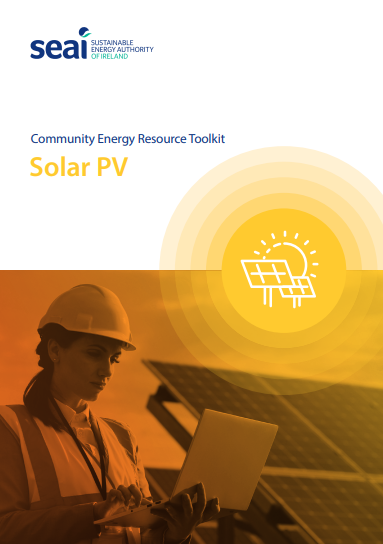 seai
SUSTAINABLE
ENERGY AUTHORITY
OF IRELAND
Community Energy Resource Toolkit
Solar PV